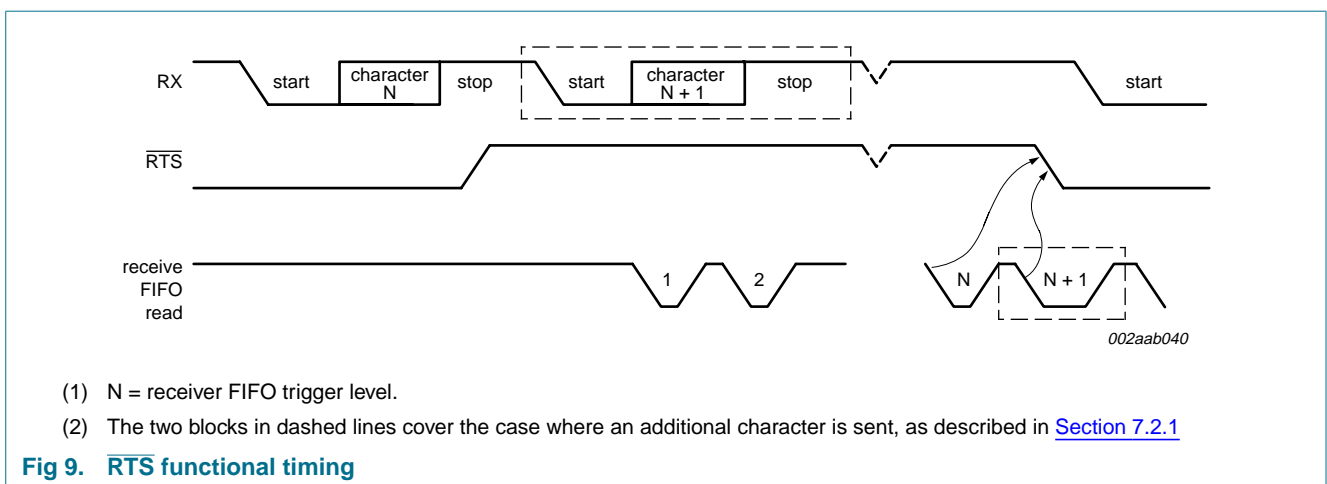 RX
start
character
N
stop
start
character
N + 1
stop
start
RTS
receive
FIFO
read
1
2
N
N + 1
002aab040
(1) N = receiver FIFO trigger level.
(2) The two blocks in dashed lines cover the case where an additional character is sent, as described in Section 7.2.1
Fig 9. RTS functional timing